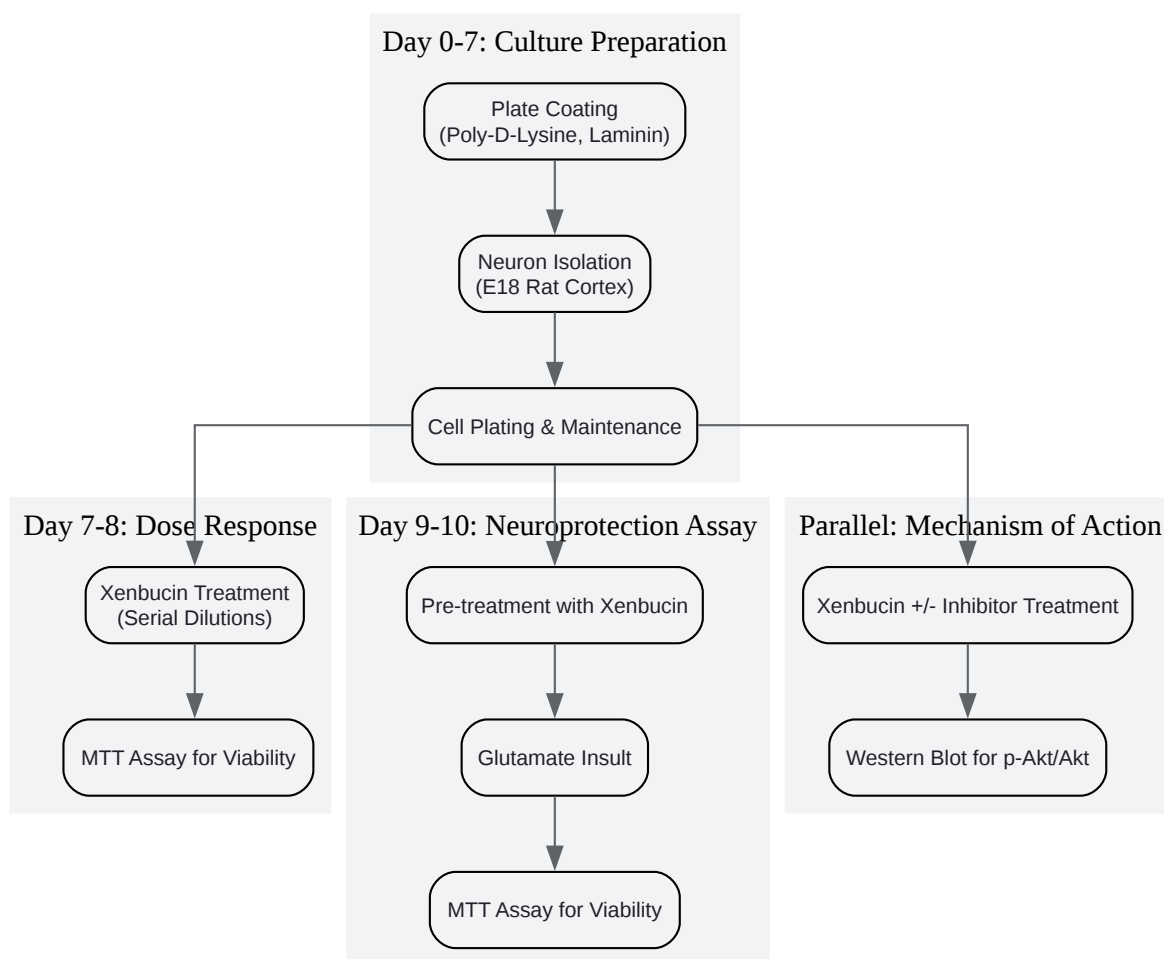 Day 0-7: Culture Preparation
Plate Coating
(Poly-D-Lysine, Laminin)
Neuron Isolation
(E18 Rat Cortex)
Cell Plating & Maintenance
Day 7-8: Dose Response
Xenbucin Treatment
(Serial Dilutions)
MTT Assay for Viability
Day 9-10: Neuroprotection Assay
Pre-treatment with Xenbucin
Glutamate Insult
MTT Assay for Viability
Parallel: Mechanism of Action
Xenbucin +/- Inhibitor Treatment
Western Blot for p-Akt/Akt